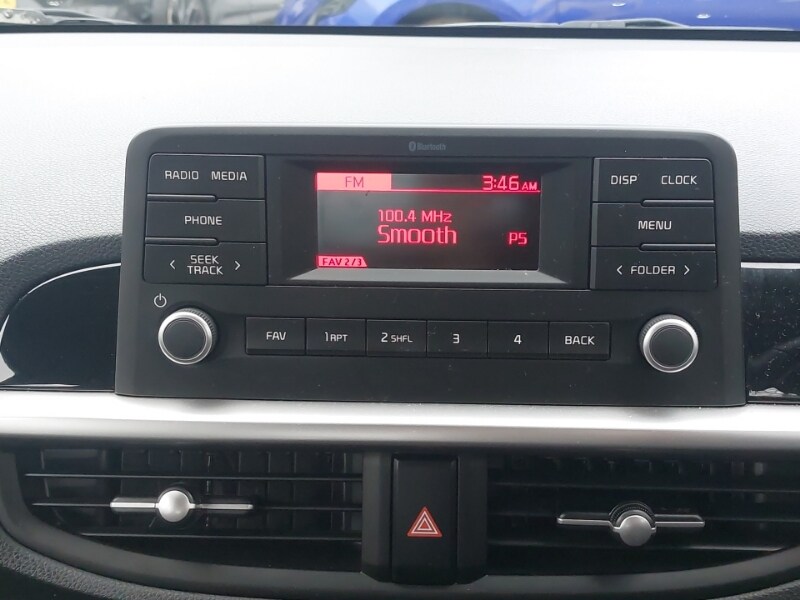 Bluetooth
RADIO MEDIA
PHONE
< SEEK TRACK >
FM 3:46 AM
100.4 MHz
Smooth P5
FAV 2/3
DISP CLOCK
MENU
< FOLDER >
FAV 1 RPT 2 SHFL 3 4 BACK